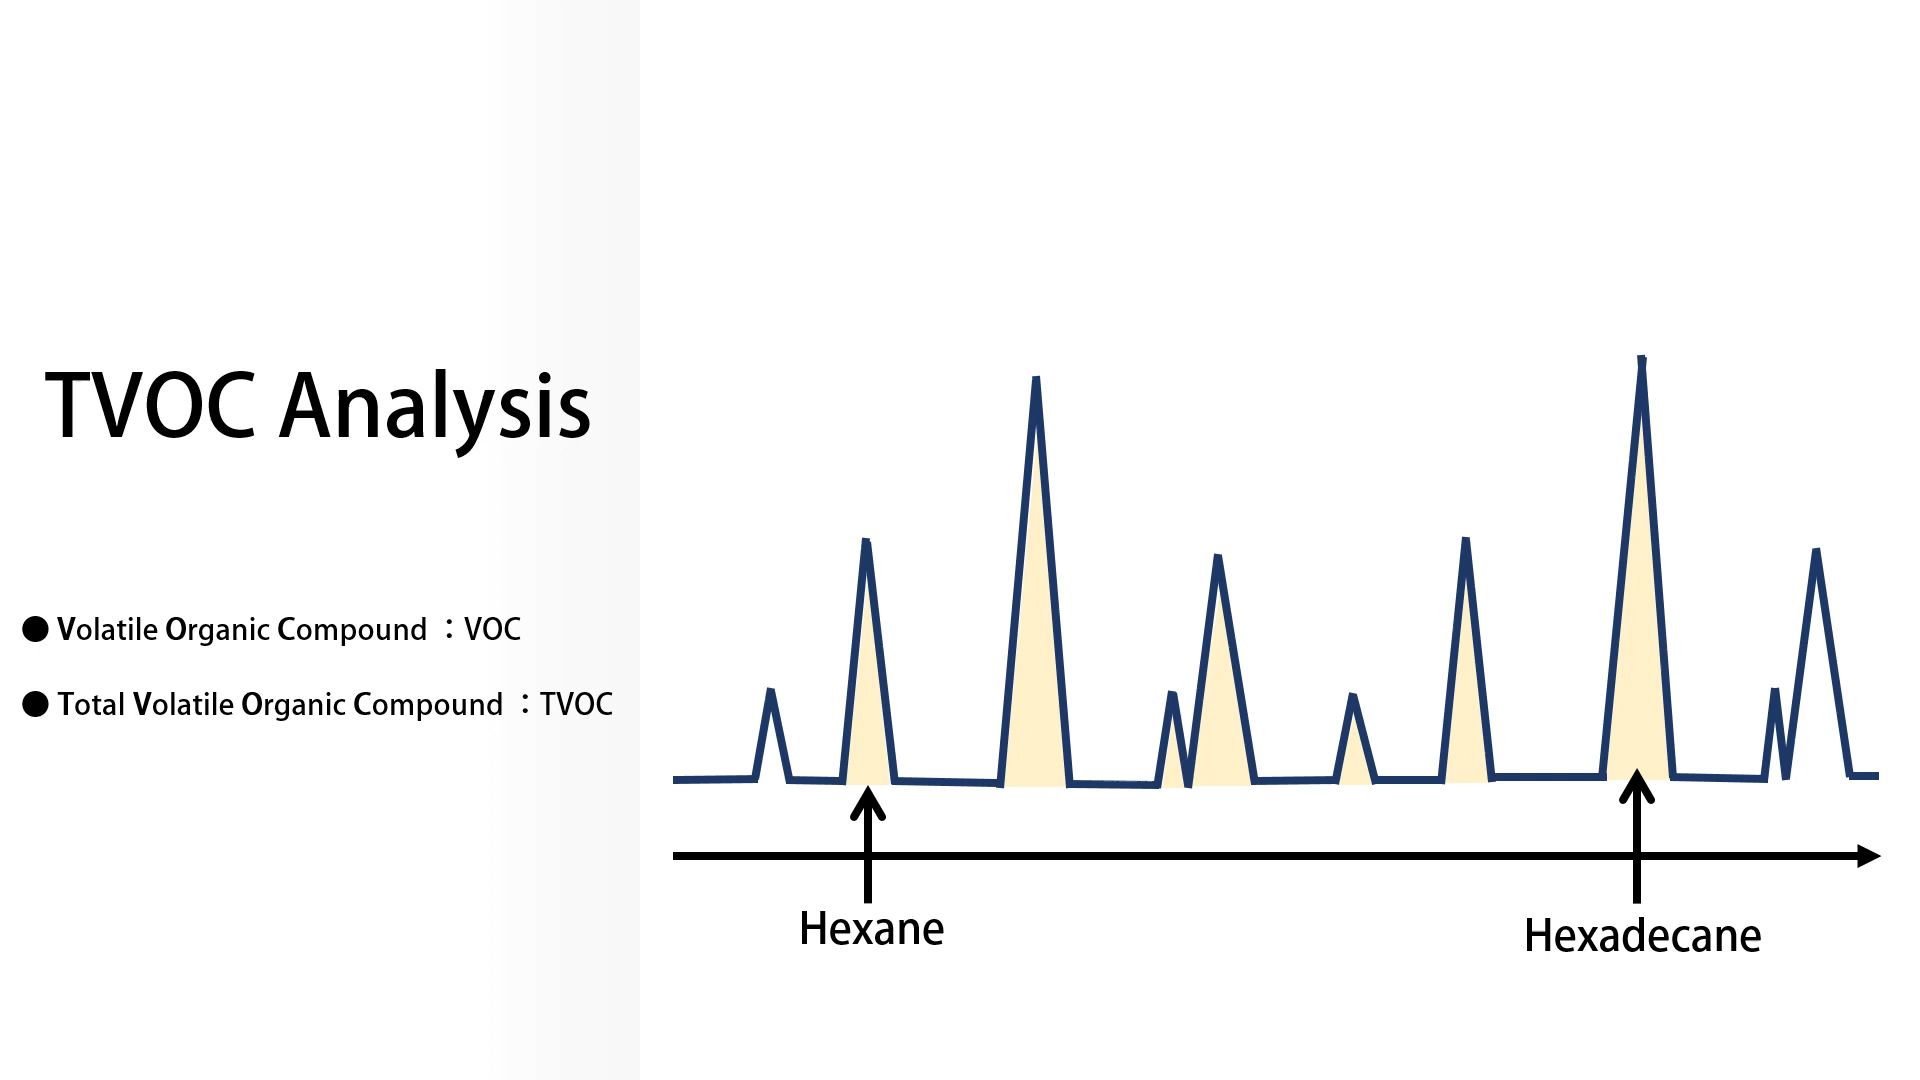 TVOC Analysis
● Volatile Organic Compound ：VOC
● Total Volatile Organic Compound ：TVOC
Hexane
Hexadecane